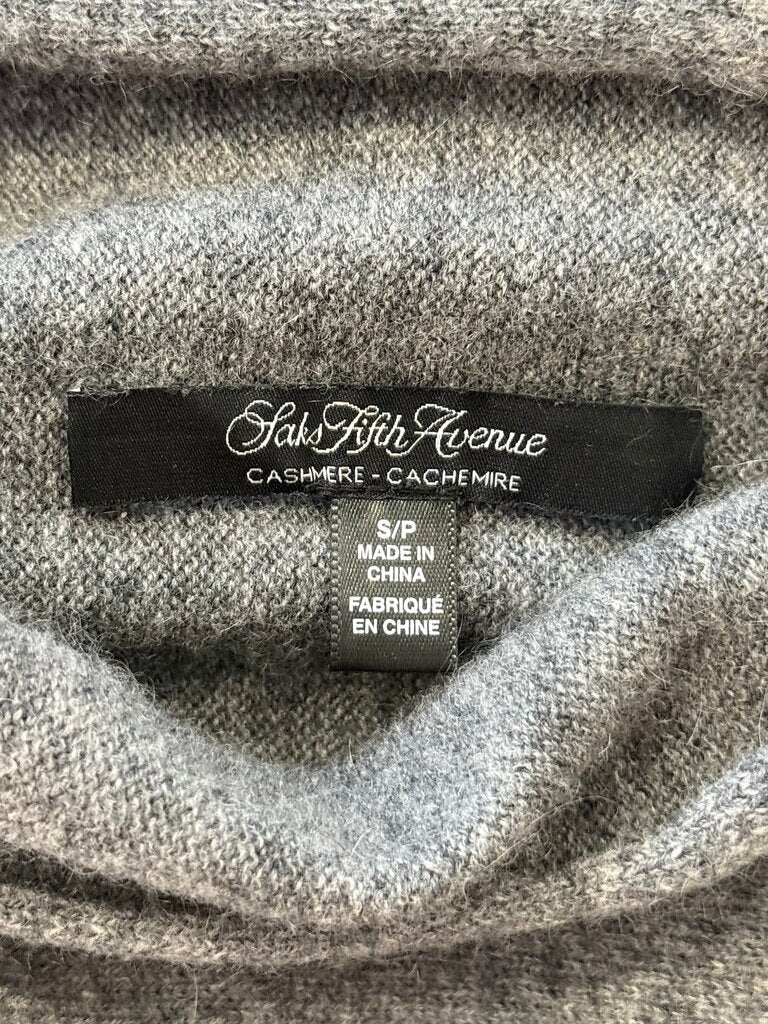 Saks Fifth Avenue
CASHMERE - CACHEMIRE
S/P
MADE IN
CHINA
FABRIQUÉ
EN CHINE